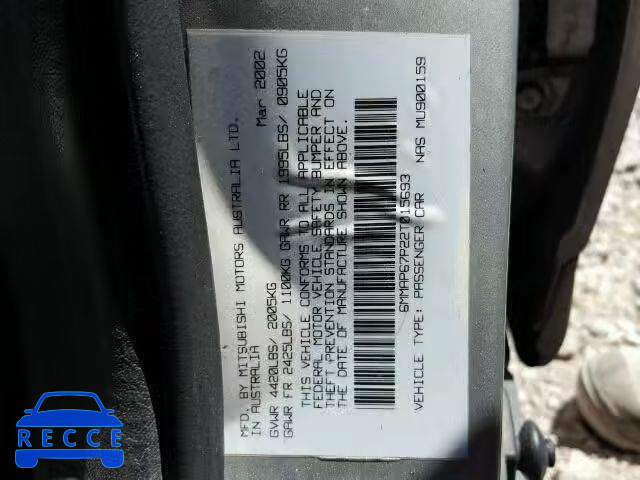 MFD. BY MITSUBISHI MOTORS AUSTRALIA LTD.
IN AUSTRALIA Mar 2002
GVWR 4420LBS/ 2005KG
GAWR FR 2425LBS/ 1100KG GAWR RR 1995LBS/ 0905KG
THIS VEHICLE CONFORMS TO ALL APPLICABLE
FEDERAL MOTOR VEHICLE SAFETY BUMPER AND
THEFT PREVENTION STANDARDS IN EFFECT ON
THE DATE OF MANUFACTURE SHOWN ABOVE.
6MMAP67P22T015693
VEHICLE TYPE: PASSENGER CAR NAS MU900159
RECCE